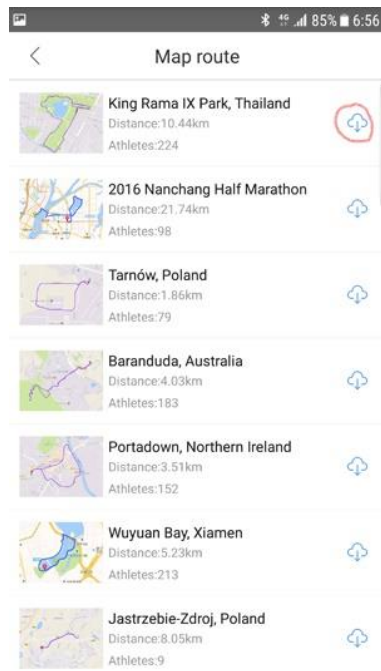 4G 85% 6:56
Map route
King Rama IX Park, Thailand
Distance:10.44km
Athletes:224
2016 Nanchang Half Marathon
Distance:21.74km
Athletes:98
Tarnów, Poland
Distance:1.86km
Athletes:79
Baranduda, Australia
Distance:4.03km
Athletes:183
Portadown, Northern Ireland
Distance:3.51km
Athletes:152
Wuyuan Bay, Xiamen
Distance:5.23km
Athletes:213
Jastrzebie-Zdroj, Poland
Distance:8.05km
Athletes:9